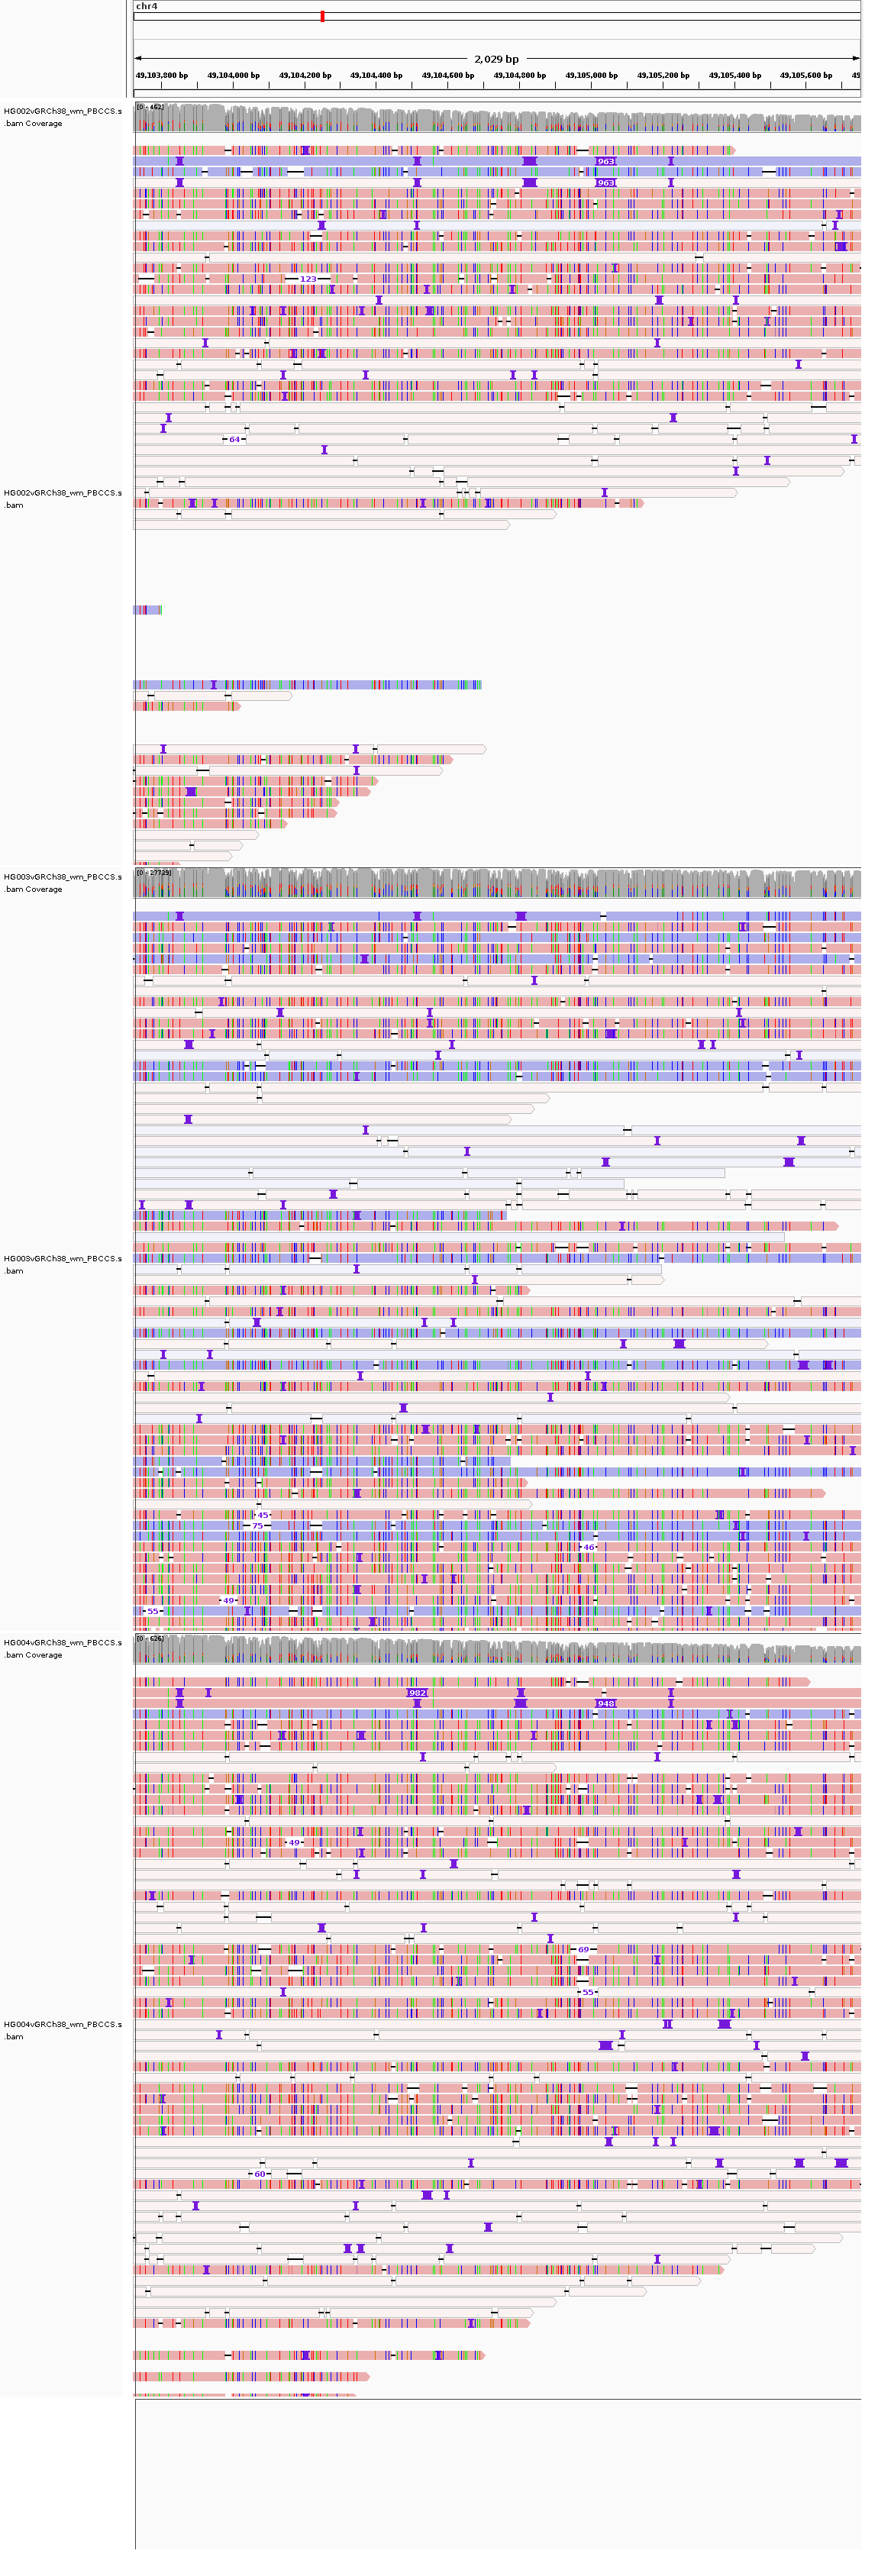 chr4
2,029 bp
49,103,800 bp 49,104,000 bp 49,104,200 bp 49,104,400 bp 49,104,600 bp 49,104,800 bp 49,105,000 bp 49,105,200 bp 49,105,400 bp 49,105,600 bp 49
HG002vGRCh38_wm_PBCCS.s
.bam Coverage
[0 - 462]
963
963
123
64
HG002vGRCh38_wm_PBCCS.s
.bam
HG003vGRCh38_wm_PBCCS.s
.bam Coverage
[0 - 27729]
HG003vGRCh38_wm_PBCCS.s
.bam
45
75
46
49
55
HG004vGRCh38_wm_PBCCS.s
.bam Coverage
[0 - 626]
982
948
49
69
55
HG004vGRCh38_wm_PBCCS.s
.bam
60